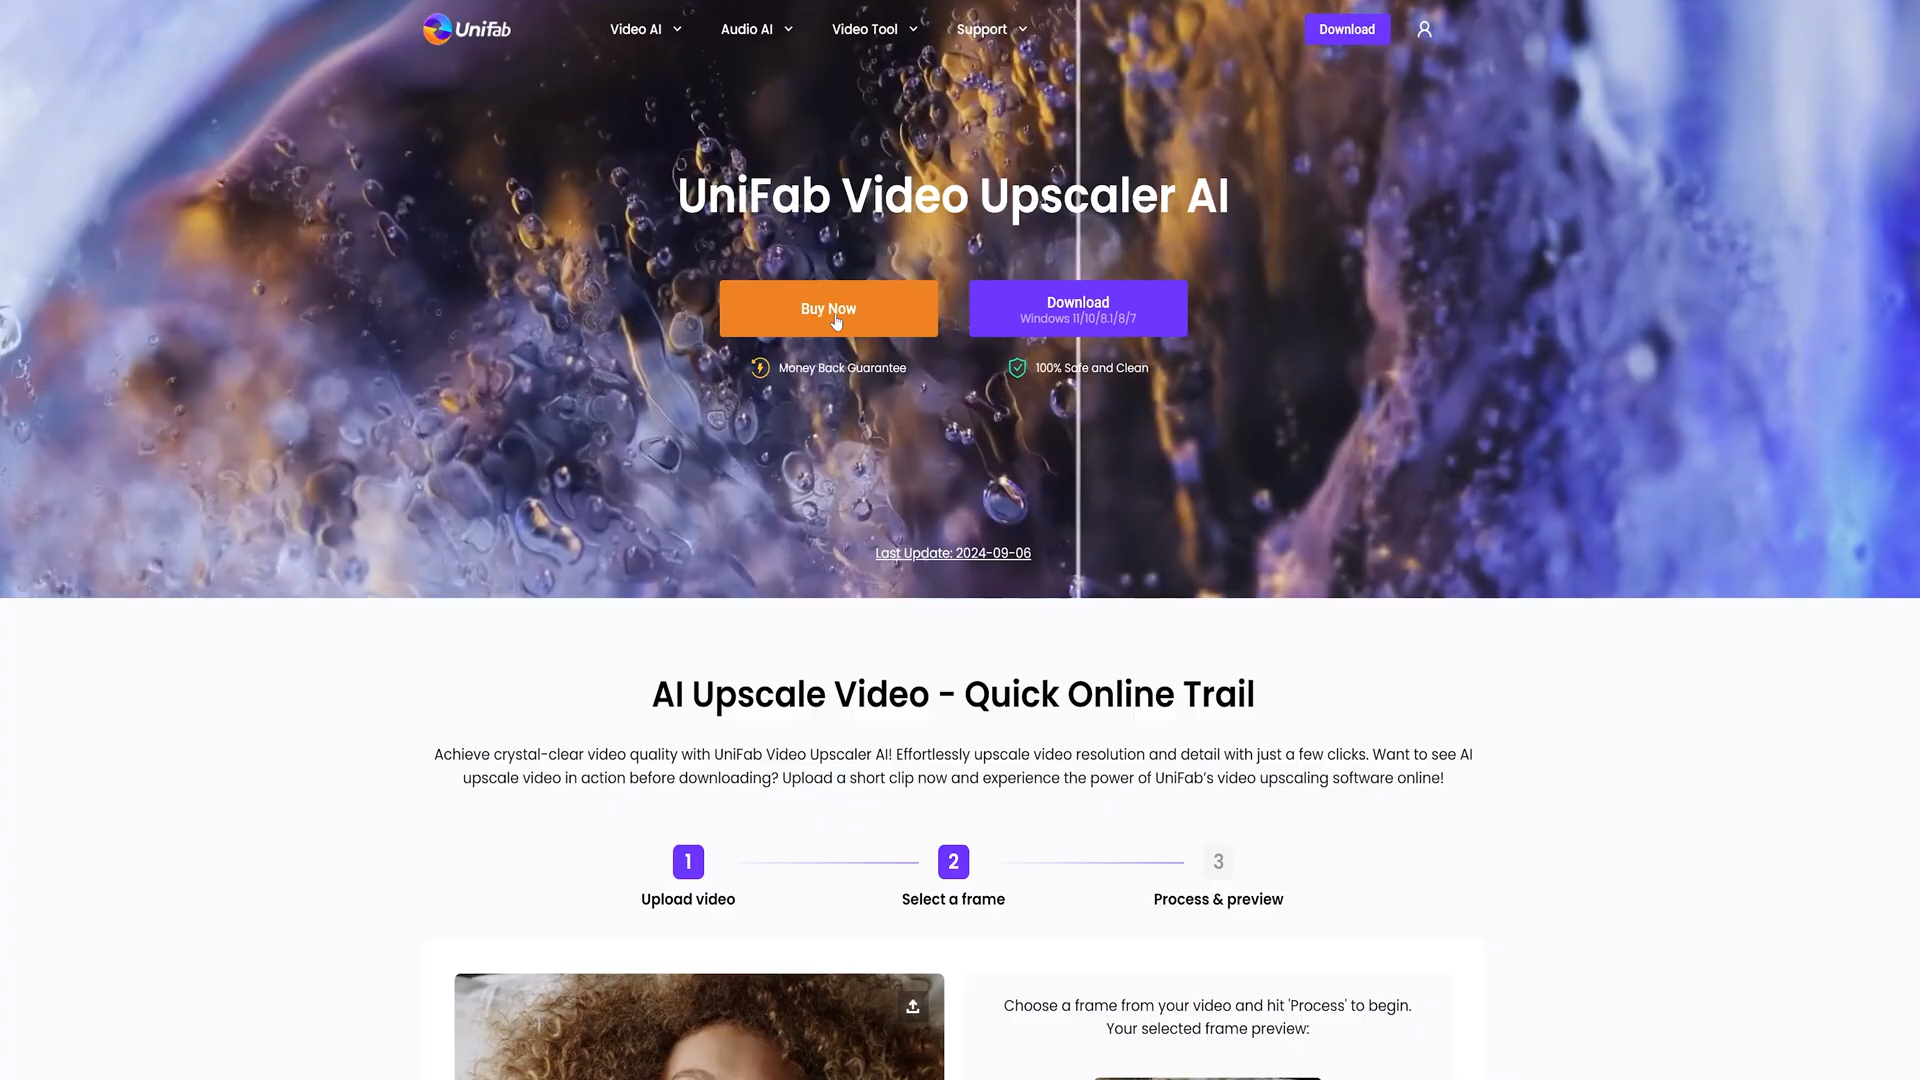 UniFab
Video AI
Audio AI
Video Tool
Support
Download
UniFab Video Upscaler AI
Buy Now
Download
Windows 11/10/8.1/8/7
Money Back Guarantee
100% Safe and Clean
Last Update: 2024-09-06
AI Upscale Video - Quick Online Trail
Achieve crystal-clear video quality with UniFab Video Upscaler AI! Effortlessly upscale video resolution and detail with just a few clicks. Want to see AI
upscale video in action before downloading? Upload a short clip now and experience the power of UniFab's video upscaling software online!
1
2
3
Upload video
Select a frame
Process & preview
Choose a frame from your video and hit 'Process' to begin.
Your selected frame preview: